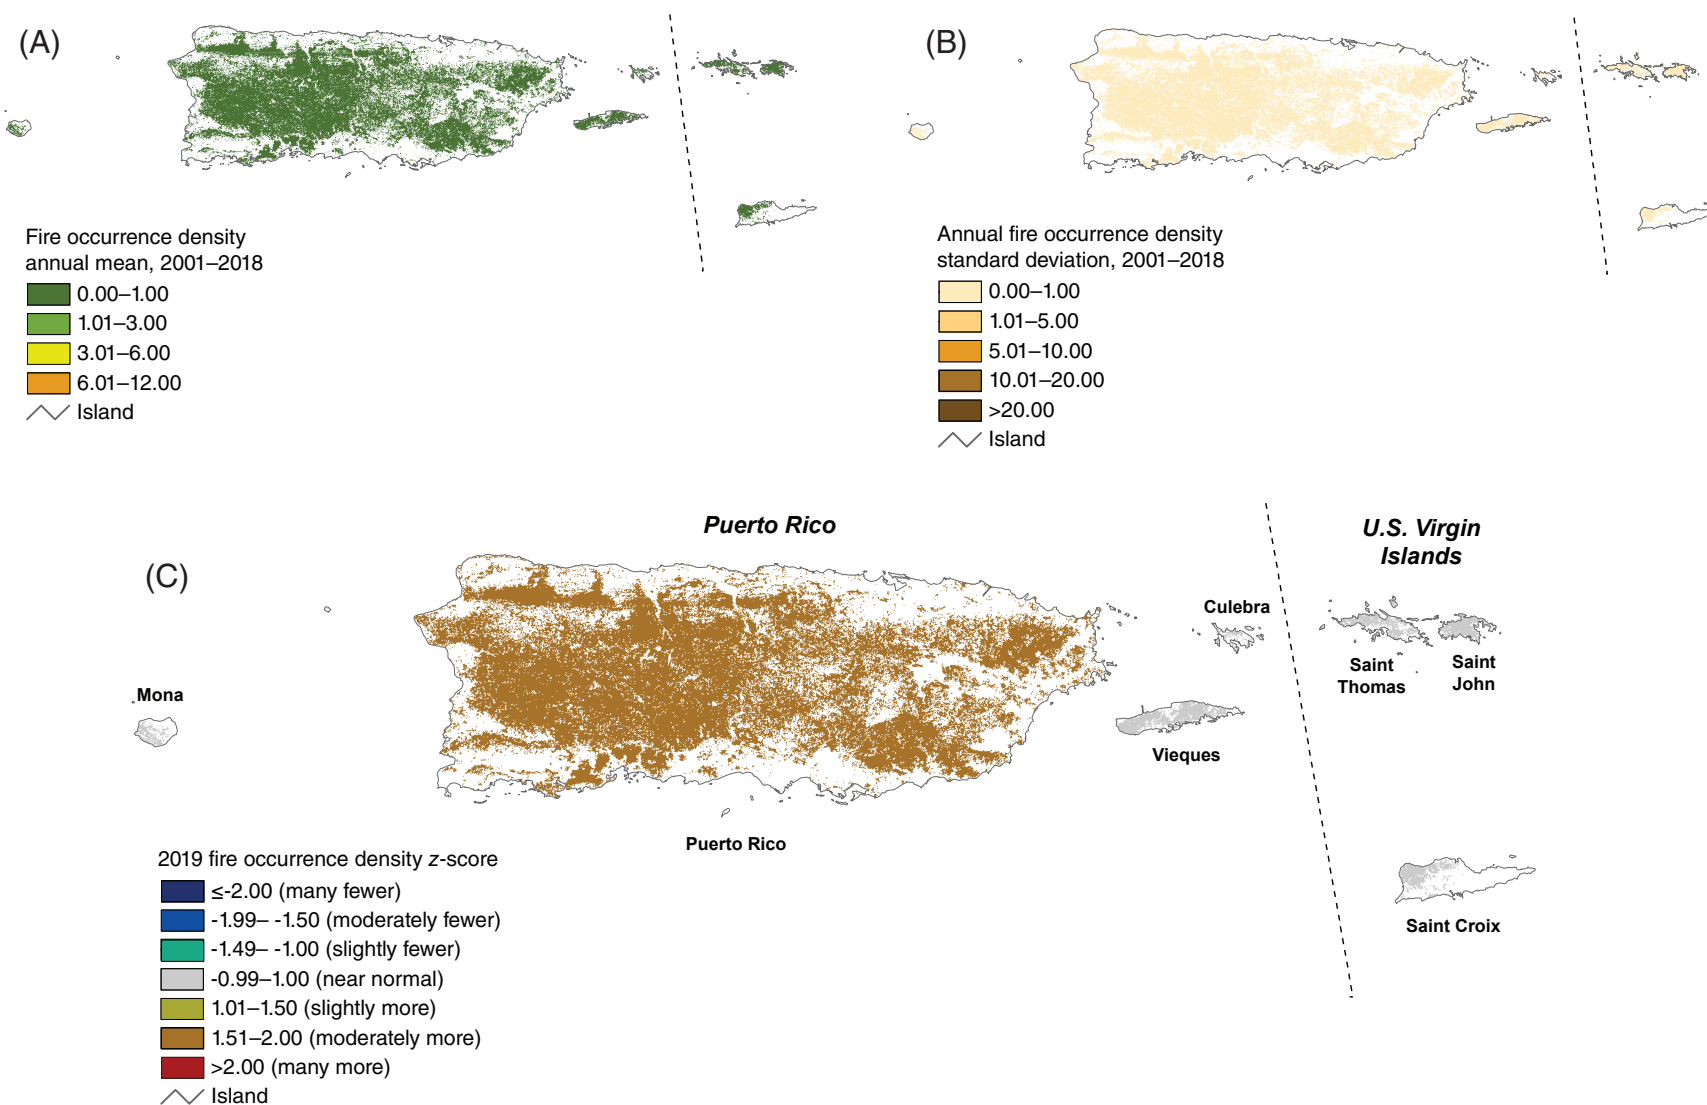 (A)
Fire occurrence density
annual mean, 2001–2018
0.00–1.00
1.01–3.00
3.01–6.00
6.01–12.00
Island
(B)
Annual fire occurrence density
standard deviation, 2001–2018
0.00–1.00
1.01–5.00
5.01–10.00
10.01–20.00
>20.00
Island
(C)
Puerto Rico
U.S. Virgin
Islands
Culebra
Saint
Thomas
Saint
John
Mona
Vieques
Puerto Rico
Saint Croix
2019 fire occurrence density z-score
≤-2.00 (many fewer)
-1.99– -1.50 (moderately fewer)
-1.49– -1.00 (slightly fewer)
-0.99–1.00 (near normal)
1.01–1.50 (slightly more)
1.51–2.00 (moderately more)
>2.00 (many more)
Island